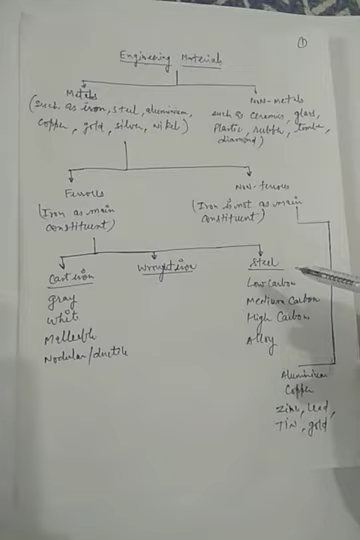 ①
Engineering Material
Metals
(such as iron, steel, aluminium,
copper, gold, silver, nikel)
NoN-metals
such as Ceramics, glass,
Plastic, rubber, timber,
diamond)
Ferrous
(Iron as main
constituent)
Non-ferrous
(Iron is not as main
constituent)
Cast iron
gray
Whit
Malleable
Nodular/ductile
Wrought iron
Steel
Low Carbon
Medium Carbon
High Carbon
Alloy
Aluminium
Copper
Zinc, lead,
TIN, gold